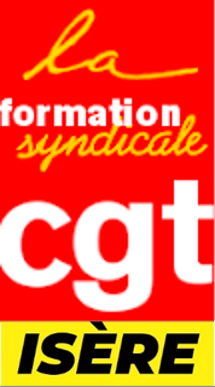 la
formation
syndicale
cgt
ISÈRE